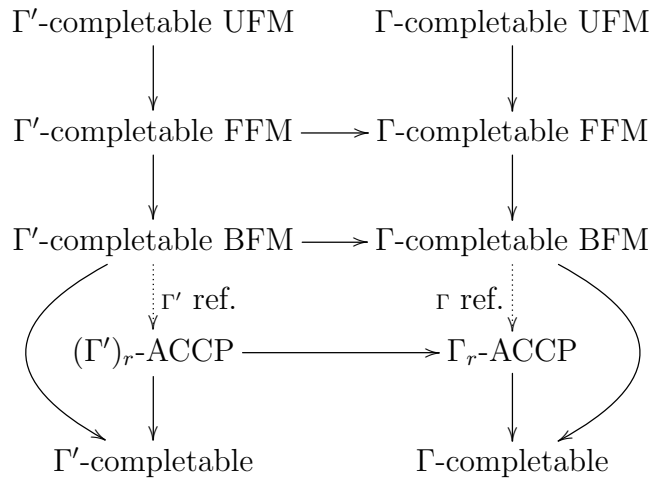 Γ′-completable UFM Γ-completable UFM
Γ′-completable FFM Γ-completable FFM
Γ′-completable BFM Γ-completable BFM
Γ′ ref. Γ ref.
(Γ′)ᵣ-ACCP Γᵣ-ACCP
Γ′-completable Γ-completable